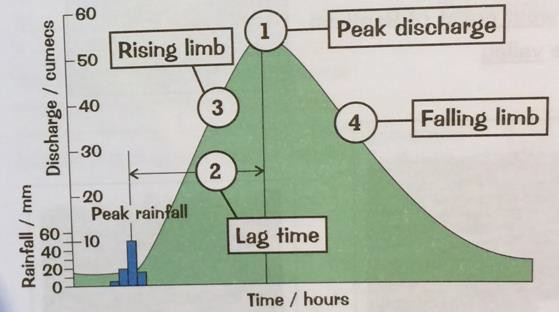 60
50
40
30
20
10
Discharge / cumecs
Rainfall / mm
60
40
20
0
Rising limb
1
Peak discharge
3
4
Falling limb
2
Peak rainfall
Lag time
Time / hours